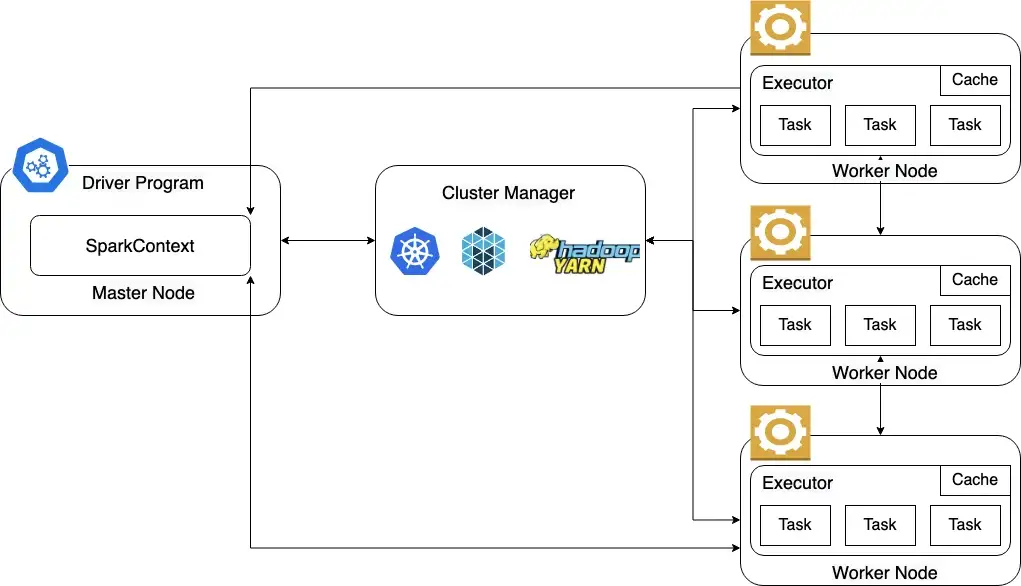 Driver Program
SparkContext
Master Node
Cluster Manager
hadoop
YARN
Executor
Cache
Task
Task
Task
Worker Node
Executor
Cache
Task
Task
Task
Worker Node
Executor
Cache
Task
Task
Task
Worker Node